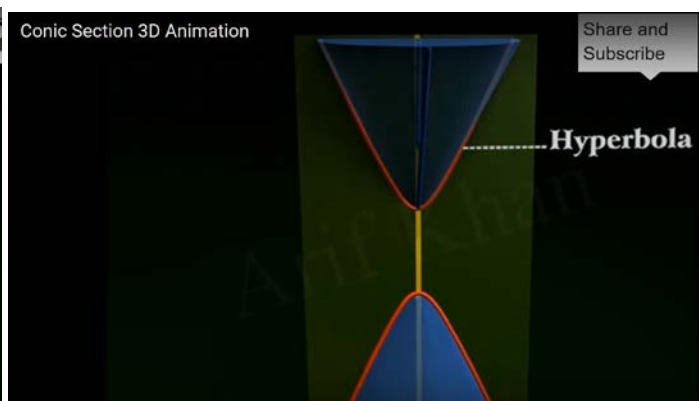 Conic Section 3D Animation
Share and
Subscribe
Hyperbola
Arif Khan